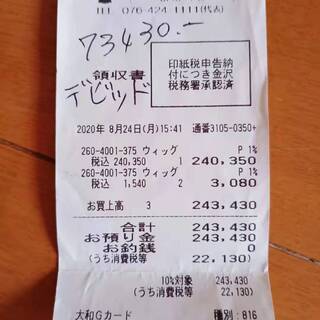 TEL 076-424-1111(代表)
73430.-
領収書
デビッド
印紙税申告納
付につき金沢
税務署承認済
2020年 8月24日(月)15:41 通番3105-0350+
260-4001-375 ウィッグ P 1%
税込 240,350 1 240,350
260-4001-375 ウィッグ P 1%
税込 1,540 2 3,080
お買上高 3 243,430
合計 243,430
お預り金 243,430
お釣銭 0
(うち消費税等 22,130)
10%対象 243,430
(うち消費税等 22,130)
大和Gカード 種別:816